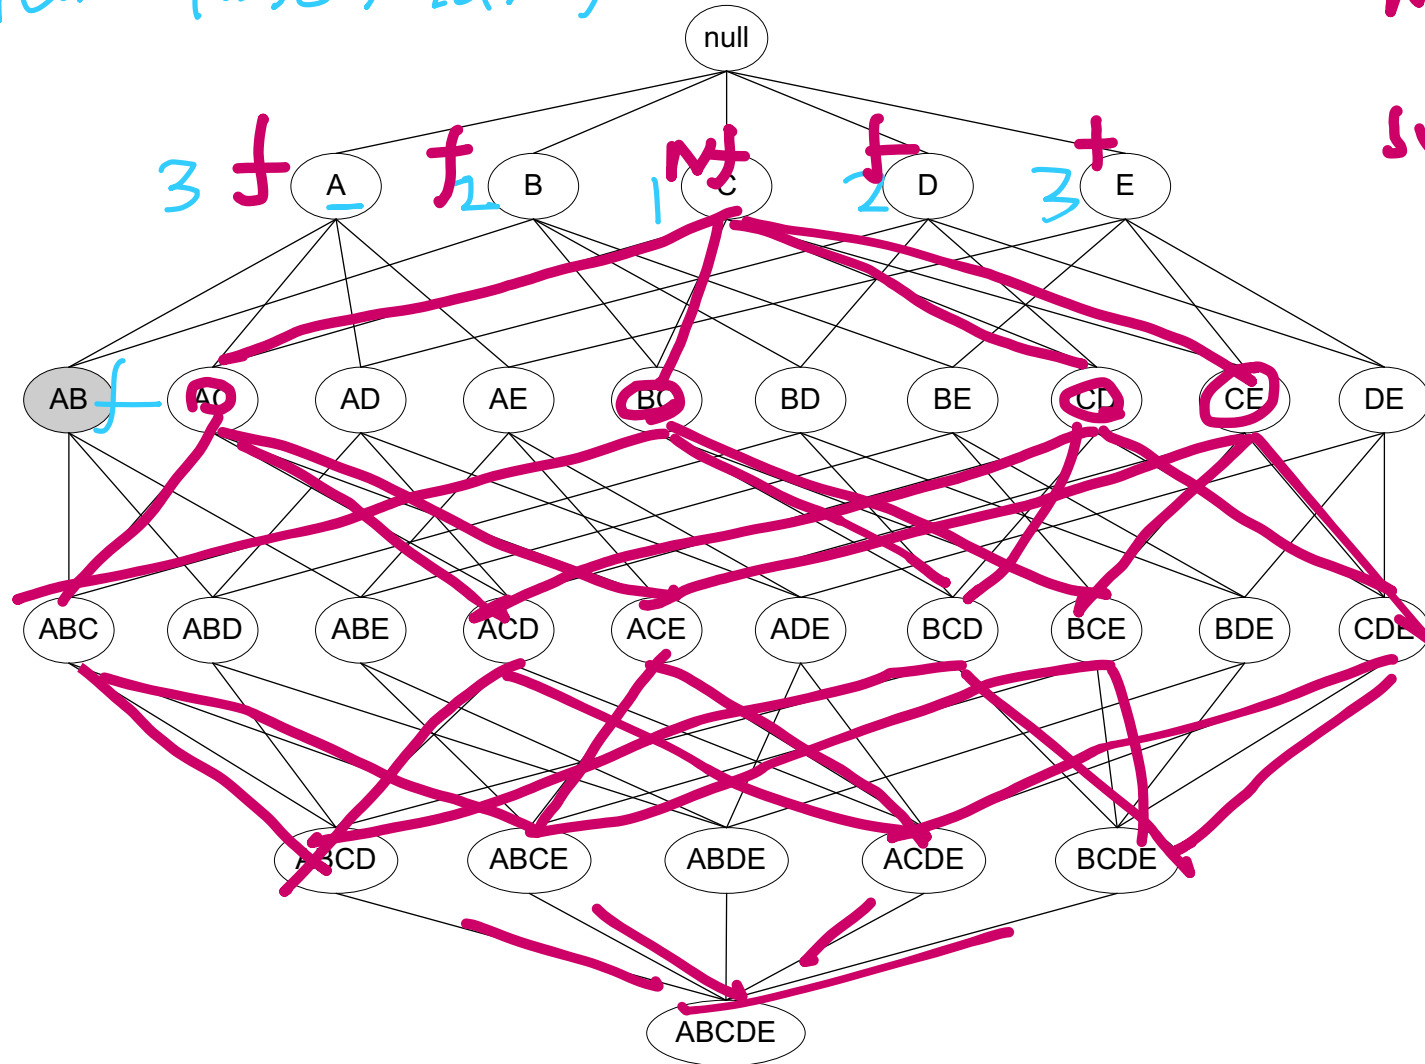 null
3 f A f 2 B Nf 1 C f 2 D 3 f E
AB f AC AD AE BC BD BE CD CE DE
ABC ABD ABE ACD ACE ADE BCD BCE BDE CDE
ABCD ABCE ABDE ACDE BCDE
ABCDE